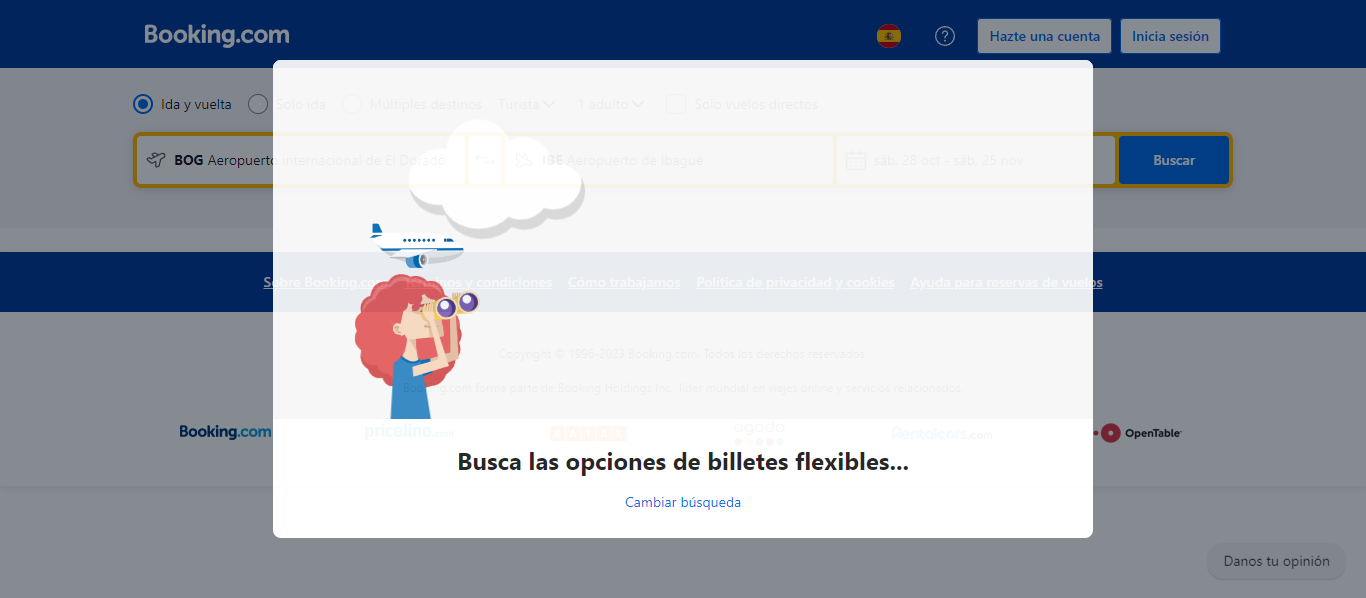 Booking.com
Hazte una cuenta
Inicia sesión
Ida y vuelta Solo ida Múltiples destinos Turista 1 adulto Solo vuelos directos
BOG Aeropuerto internacional de El Dorado IBE Aeropuerto de Ibagué sáb. 28 oct - sáb. 25 nov Buscar
Sobre Booking.com Términos y condiciones Cómo trabajamos Política de privacidad y cookies Ayuda para reservas de vuelos
Copyright © 1996-2023 Booking.com. Todos los derechos reservados
Booking.com forma parte de Booking Holdings Inc., líder mundial en viajes online y servicios relacionados.
Booking.com priceline.com KAYAK agoda Rentalcars.com OpenTable
Busca las opciones de billetes flexibles...
Cambiar búsqueda
Danos tu opinión